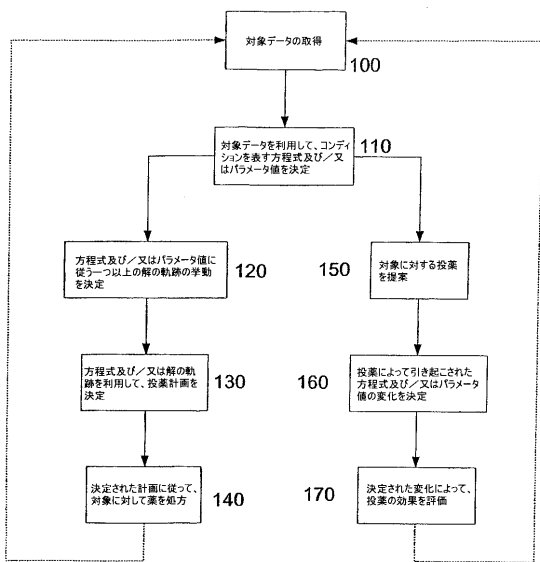 対象データの取得
100
対象データを利用して、コンディ
ションを表す方程式及び/又
はパラメータ値を決定
110
方程式及び/又はパラメータ値に
従う一つ以上の解の軌跡の挙動
を決定
120
150
対象に対する投薬
を提案
方程式及び/又は解の軌
跡を利用して、投薬計画を
決定
130
160
投薬によって引き起こされた
方程式及び/又はパラメータ
値の変化を決定
決定された計画に従って、
対象に対して薬を処方
140
170
決定された変化によって、
投薬の効果を評価